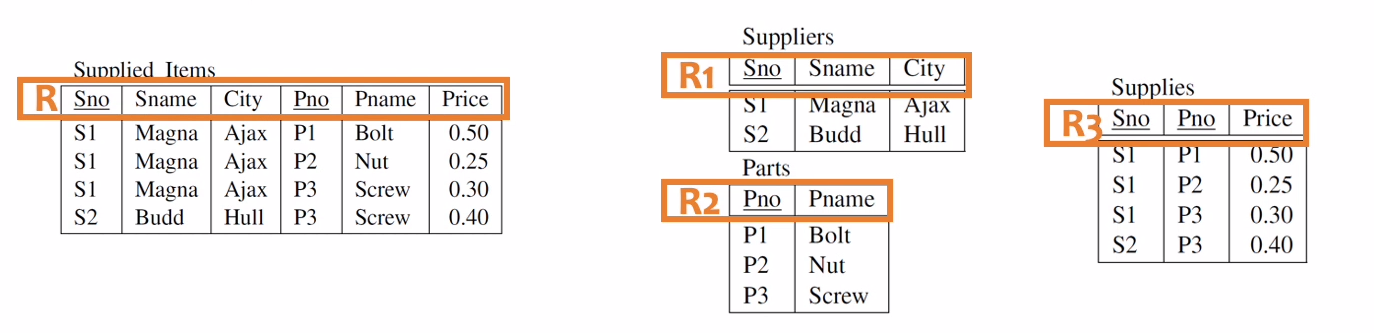 Supplied Items
R Sno Sname City Pno Pname Price
S1 Magna Ajax P1 Bolt 0.50
S1 Magna Ajax P2 Nut 0.25
S1 Magna Ajax P3 Screw 0.30
S2 Budd Hull P3 Screw 0.40
Suppliers
R1 Sno Sname City
S1 Magna Ajax
S2 Budd Hull
Parts
R2 Pno Pname
P1 Bolt
P2 Nut
P3 Screw
Supplies
R3 Sno Pno Price
S1 P1 0.50
S1 P2 0.25
S1 P3 0.30
S2 P3 0.40